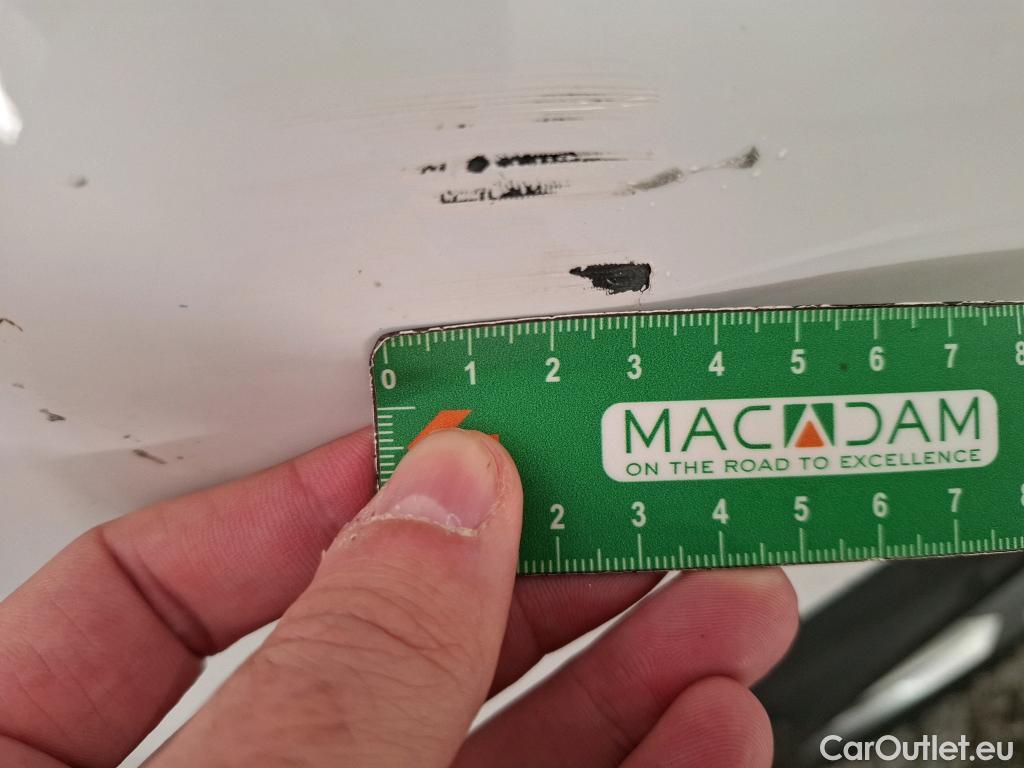 0 1 2 3 4 5 6 7 8
MACADAM
ON THE ROAD TO EXCELLENCE
2 3 4 5 6 7
CarOutlet.eu